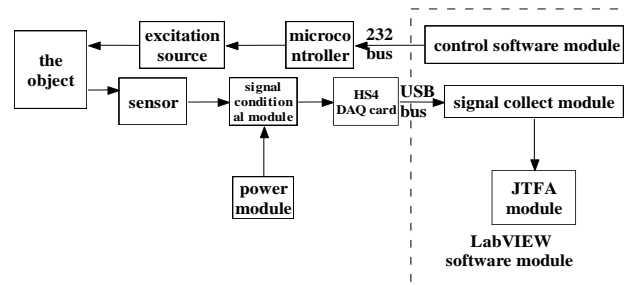 the
object
excitation
source
microco
ntroller
232
bus
control software module
sensor
signal
condition
al module
HS4
DAQ card
USB
bus
signal collect module
power
module
JTFA
module
LabVIEW
software module